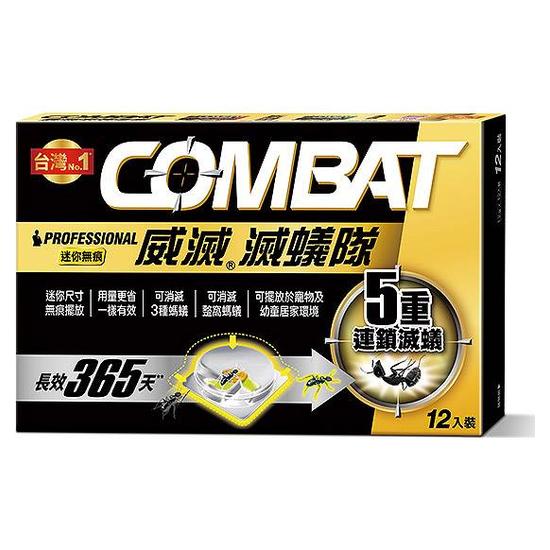 台灣No.1
COMBAT
PROFESSIONAL
迷你無痕
威滅® 滅蟻隊
迷你尺寸
無痕擺放
用量更省
一樣有效
可消滅
3種螞蟻
可消滅
整窩螞蟻
可擺放於寵物及
幼童居家環境
5重
連鎖滅蟻
長效365天**
12入裝
12入裝